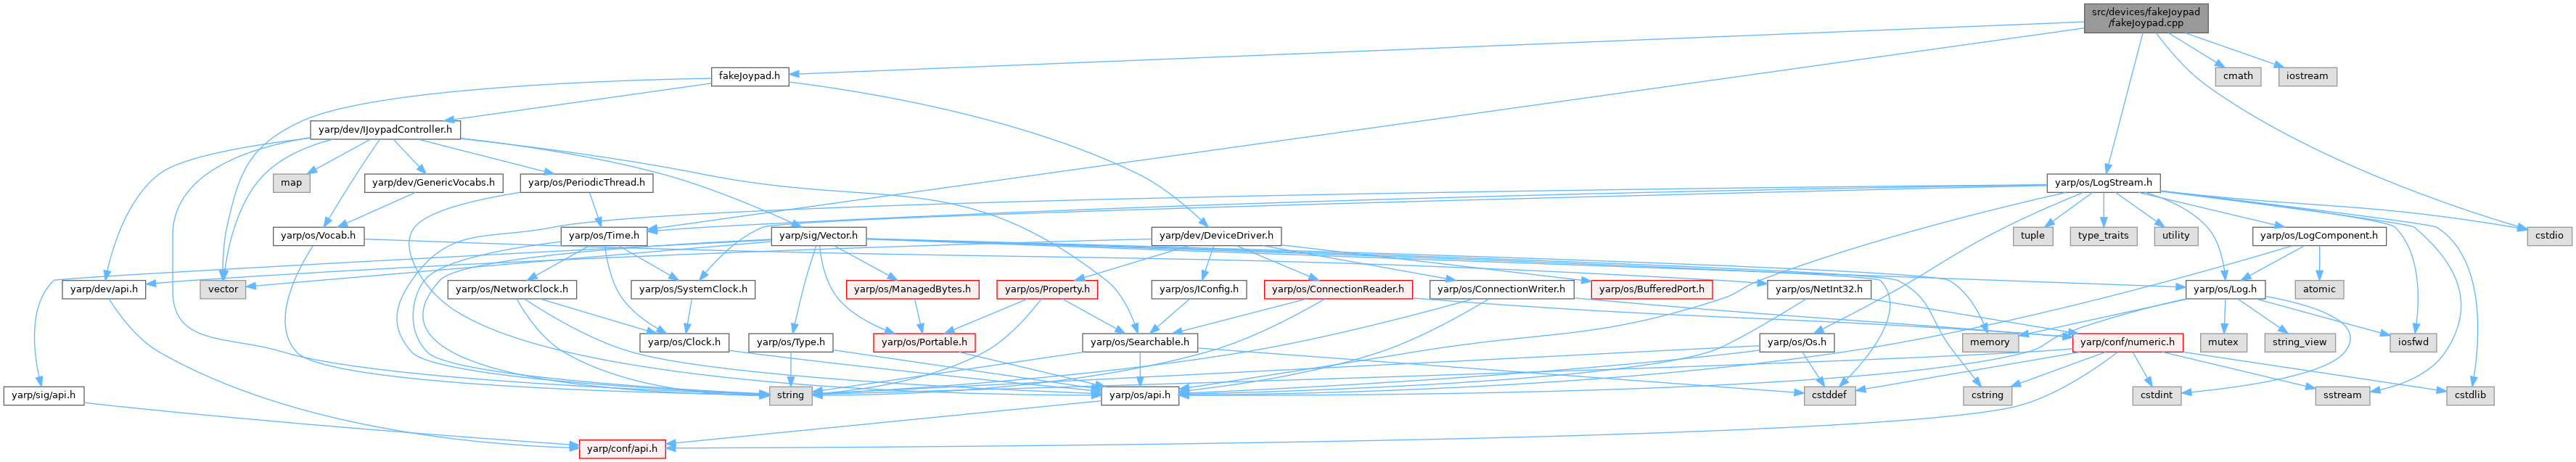 src/devices/fakeJoypad
/fakeJoypad.cpp
fakeJoypad.h
cmath
iostream
yarp/dev/IJoypadController.h
map
yarp/dev/GenericVocabs.h
yarp/os/PeriodicThread.h
yarp/os/LogStream.h
yarp/os/Vocab.h
yarp/os/Time.h
yarp/sig/Vector.h
yarp/dev/DeviceDriver.h
tuple
type_traits
utility
yarp/os/LogComponent.h
cstdio
yarp/dev/api.h
vector
yarp/os/NetworkClock.h
yarp/os/SystemClock.h
yarp/os/ManagedBytes.h
yarp/os/Property.h
yarp/os/IConfig.h
yarp/os/ConnectionReader.h
yarp/os/ConnectionWriter.h
yarp/os/BufferedPort.h
yarp/os/NetInt32.h
yarp/os/Log.h
atomic
yarp/os/Clock.h
yarp/os/Type.h
yarp/os/Portable.h
yarp/os/Searchable.h
yarp/os/Os.h
memory
yarp/conf/numeric.h
mutex
string_view
iosfwd
yarp/sig/api.h
string
yarp/os/api.h
cstddef
cstring
cstdint
sstream
cstdlib
yarp/conf/api.h